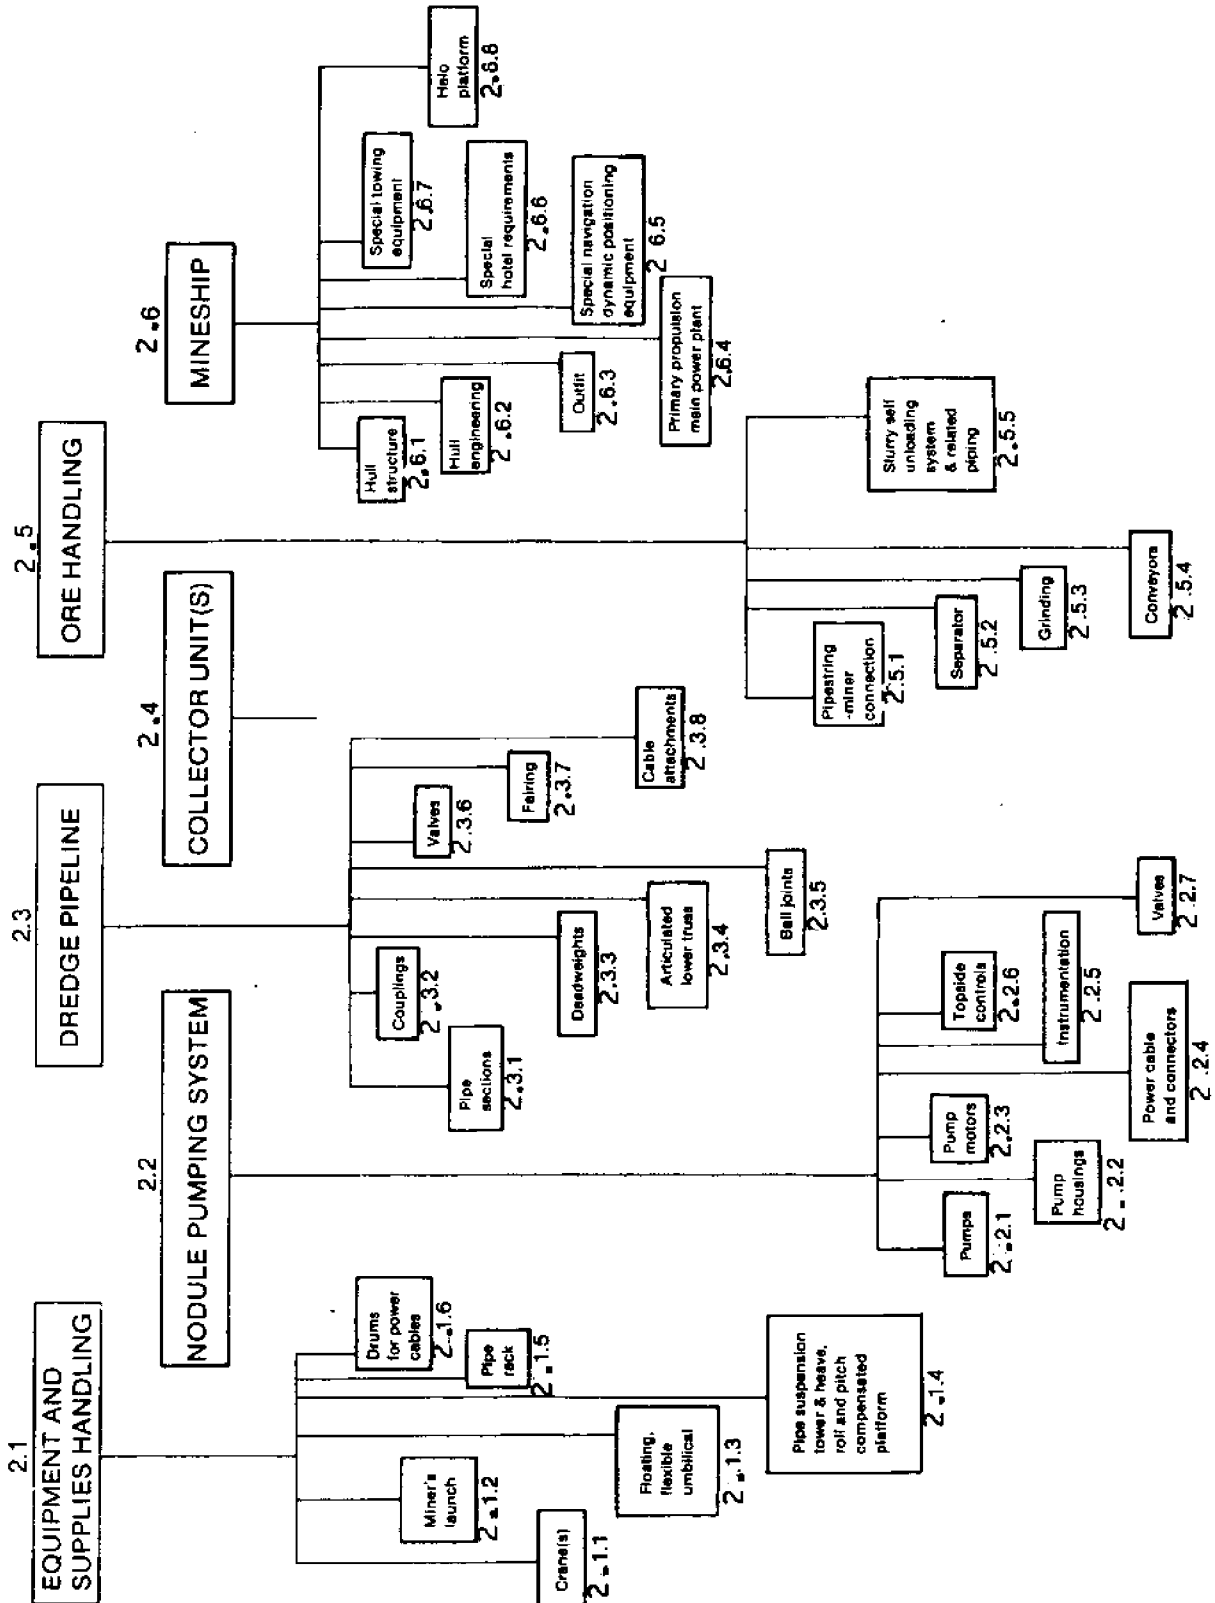 2.1
EQUIPMENT AND
SUPPLIES HANDLING
Crane(s)
2.1.1
Miner's
launch
2.1.2
Floating,
flexible
umbilical
2.1.3
Pipe suspension
tower & heave,
roll and pitch
compensated
platform
2.1.4
Pipe
rack
2.1.5
Drums
for power
cables
2.1.6
2.2
NODULE PUMPING SYSTEM
Pumps
2.2.1
Pump
housings
2.2.2
Pump
motors
2.2.3
Power cable
and connectors
2.2.4
Instrumentation
2.2.5
Topside
controls
2.2.6
Valves
2.2.7
2.3
DREDGE PIPELINE
Pipe
sections
2.3.1
Couplings
2.3.2
Deadweights
2.3.3
Articulated
lower truss
2.3.4
Ball joints
2.3.5
Valves
2.3.6
Fairing
2.3.7
Cable
attachments
2.3.8
2.4
COLLECTOR UNIT(S)
2.5
ORE HANDLING
Pipestring
-miner
connection
2.5.1
Separator
2.5.2
Grinding
2.5.3
Conveyors
2.5.4
Slurry self
unloading
system
& related
piping
2.5.5
2.6
MINESHIP
Hull
structure
2.6.1
Hull
engineering
2.6.2
Outfit
2.6.3
Primary propulsion
main power plant
2.6.4
Special navigation
dynamic positioning
equipment
2 6.5
Special
hotel requirements
2.6.6
Special towing
equipment
2.6.7
Halo
platform
2.6.8